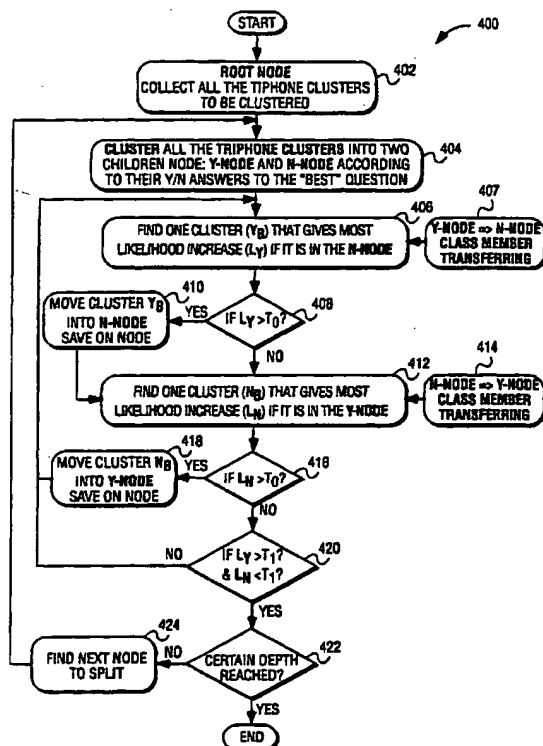 START
400
ROOT NODE
COLLECT ALL THE TIPHONE CLUSTERS
TO BE CLUSTERED
402
CLUSTER ALL THE TRIPHONE CLUSTERS INTO TWO
CHILDREN NODE: Y-NODE AND N-NODE ACCORDING
TO THEIR Y/N ANSWERS TO THE "BEST" QUESTION
404
406
FIND ONE CLUSTER (YB) THAT GIVES MOST
LIKELIHOOD INCREASE (LY) IF IT IS IN THE N-NODE
407
Y-NODE => N-NODE
CLASS MEMBER
TRANSFERRING
410
MOVE CLUSTER YB
INTO N-NODE
SAVE ON NODE
YES
IF LY >T0?
408
NO
412
FIND ONE CLUSTER (NB) THAT GIVES MOST
LIKELIHOOD INCREASE (LN) IF IT IS IN THE Y-NODE
414
N-NODE => Y-NODE
CLASS MEMBER
TRANSFERRING
418
MOVE CLUSTER NB
INTO Y-NODE
SAVE ON NODE
YES
IF LN >T0?
416
NO
NO
IF LY >T1?
& LN <T1?
420
YES
424
FIND NEXT NODE
TO SPLIT
NO
CERTAIN DEPTH
REACHED?
422
YES
END